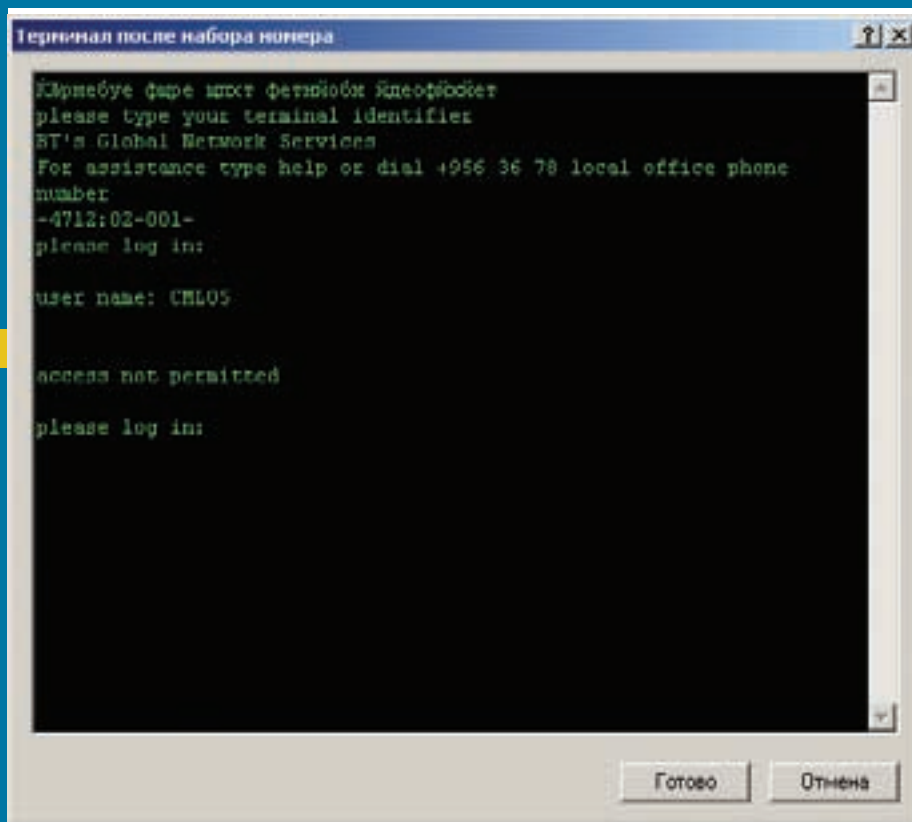 Терминал после набора номера
please type your terminal identifier
BT's Global Network Services
For assistance type help or dial +956 36 78 local office phone
number
-4712:02-001-
please log in:
user name: CML05
access not permitted
please log in:
Готово
Отмена